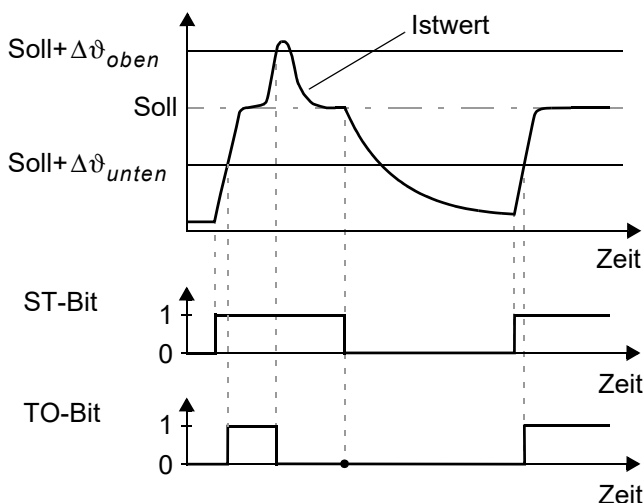 Istwert
Soll+Δϑoben
Soll
Soll+Δϑunten
Zeit
ST-Bit
1
0
Zeit
TO-Bit
1
0
Zeit